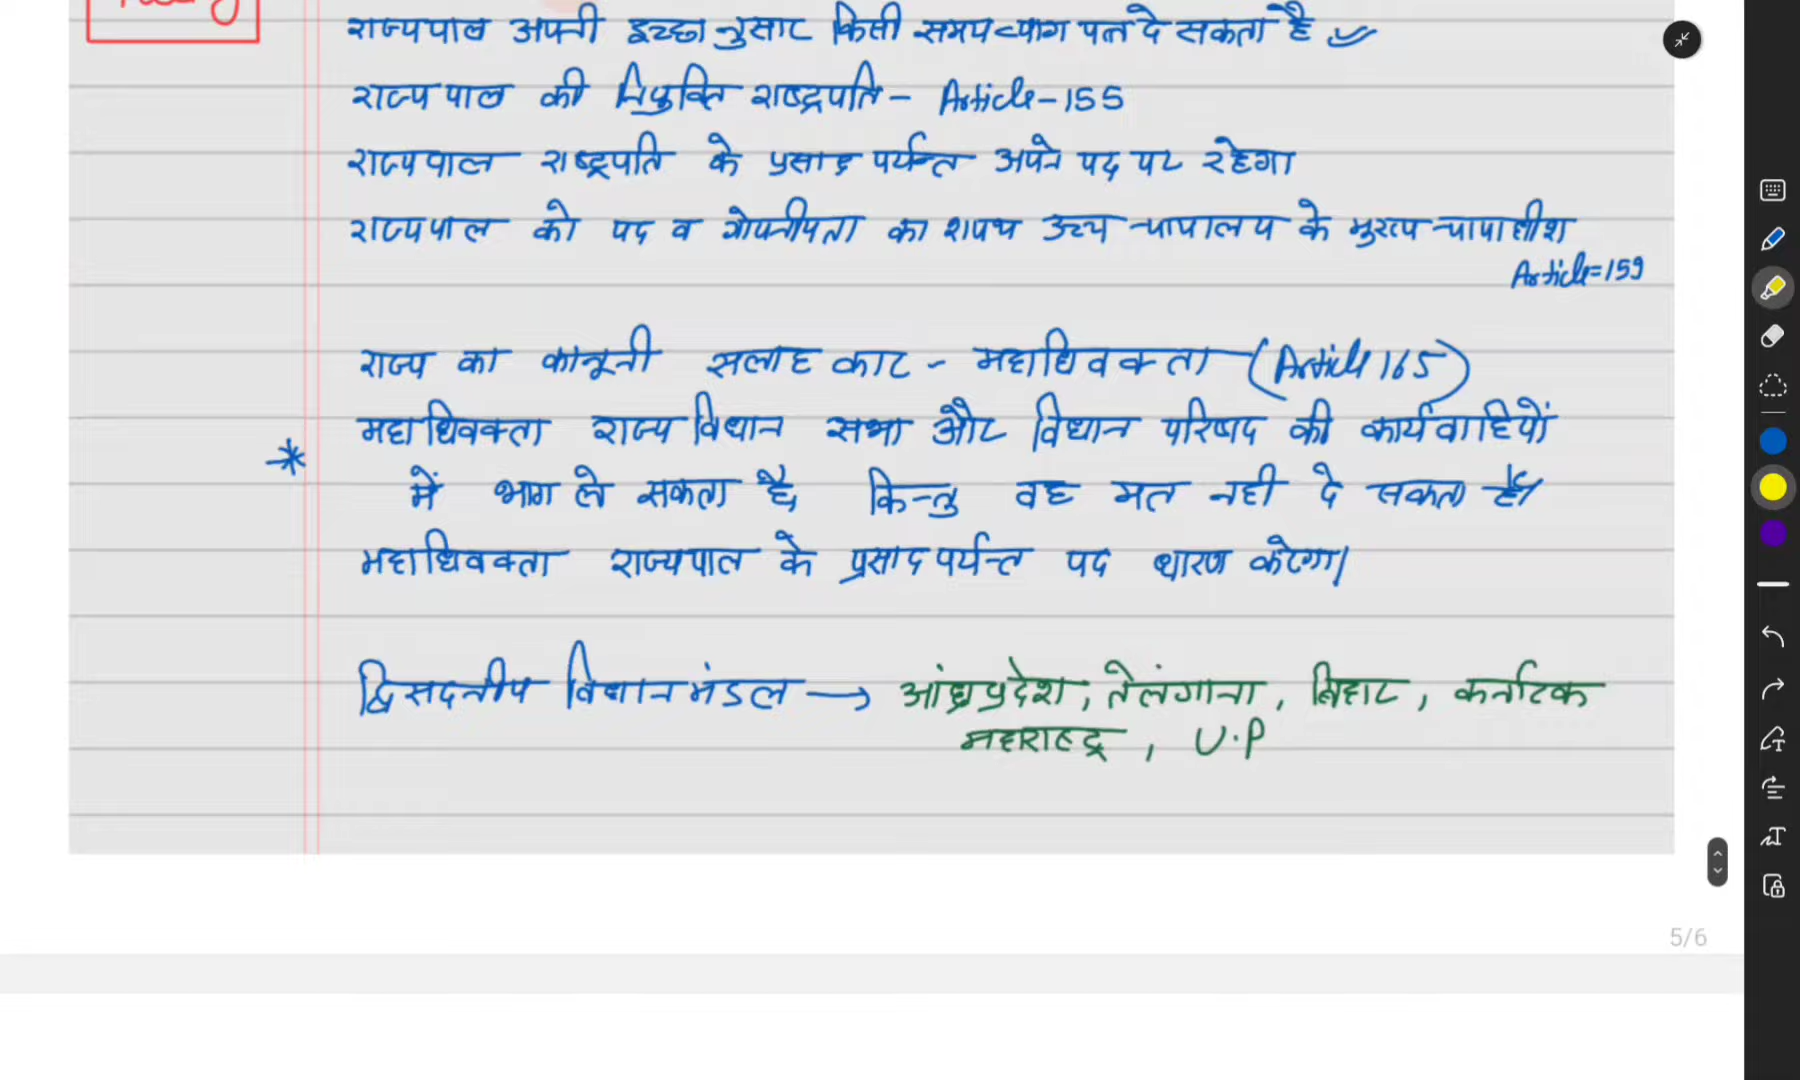 राज्यपाल अपनी इच्छानुसार किसी समय त्याग पत्र दे सकता है
राज्यपाल की नियुक्ति राष्ट्रपति - Article-155
राज्यपाल राष्ट्रपति के प्रसाद पर्यन्त अपने पद पर रहेगा
राज्यपाल को पद व गोपनीयता का शपथ उच्च न्यायालय के मुख्य न्यायाधीश
Article=159
राज्य का कानूनी सलाहकार - महाधिवक्ता (Article 165)
महाधिवक्ता राज्य विधान सभा और विधान परिषद की कार्यवाहियों
में भाग ले सकता है, किन्तु वह मत नही दे सकता है।
महाधिवक्ता राज्यपाल के प्रसाद पर्यन्त पद धारण करेगा।
द्विसदनीय विधानमंडल → आंध्रप्रदेश, तेलंगाना, बिहार, कर्नाटक
महाराष्ट्र, U.P
5/6